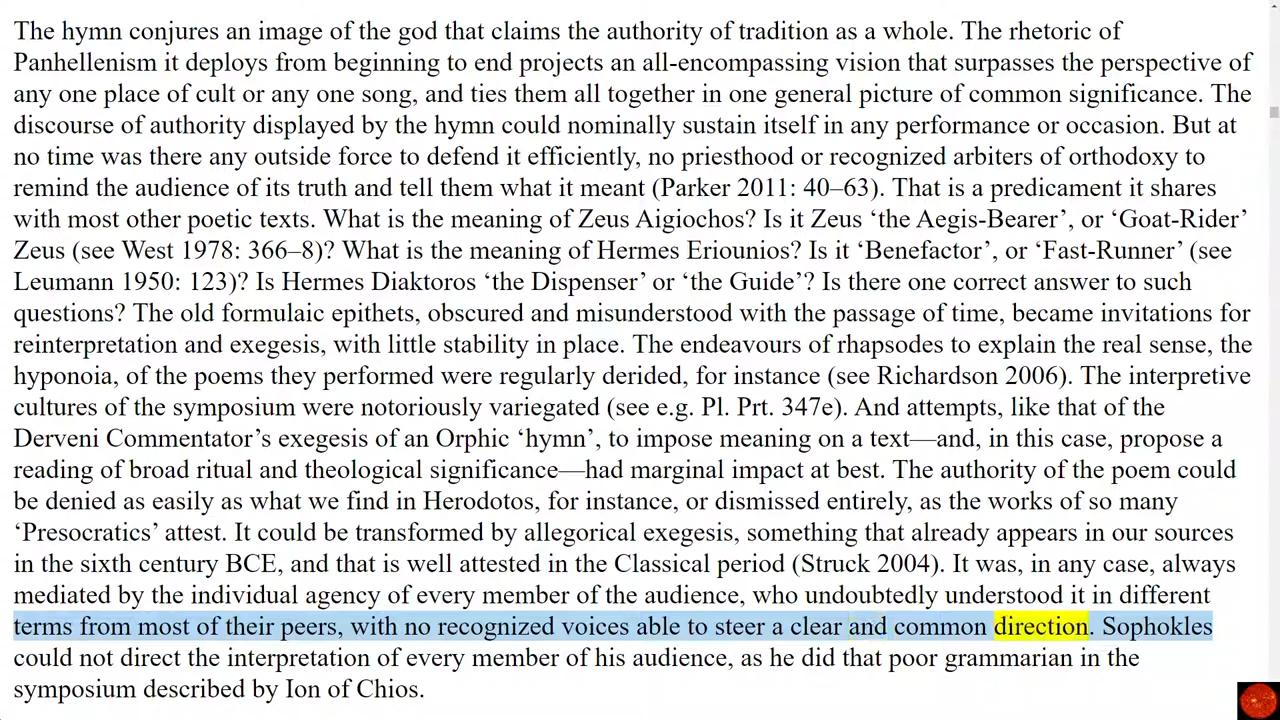 The hymn conjures an image of the god that claims the authority of tradition as a whole. The rhetoric of
Panhellenism it deploys from beginning to end projects an all-encompassing vision that surpasses the perspective of
any one place of cult or any one song, and ties them all together in one general picture of common significance. The
discourse of authority displayed by the hymn could nominally sustain itself in any performance or occasion. But at
no time was there any outside force to defend it efficiently, no priesthood or recognized arbiters of orthodoxy to
remind the audience of its truth and tell them what it meant (Parker 2011: 40–63). That is a predicament it shares
with most other poetic texts. What is the meaning of Zeus Aigiochos? Is it Zeus ‘the Aegis-Bearer’, or ‘Goat-Rider’
Zeus (see West 1978: 366–8)? What is the meaning of Hermes Eriounios? Is it ‘Benefactor’, or ‘Fast-Runner’ (see
Leumann 1950: 123)? Is Hermes Diaktoros ‘the Dispenser’ or ‘the Guide’? Is there one correct answer to such
questions? The old formulaic epithets, obscured and misunderstood with the passage of time, became invitations for
reinterpretation and exegesis, with little stability in place. The endeavours of rhapsodes to explain the real sense, the
hyponoia, of the poems they performed were regularly derided, for instance (see Richardson 2006). The interpretive
cultures of the symposium were notoriously variegated (see e.g. Pl. Prt. 347e). And attempts, like that of the
Derveni Commentator’s exegesis of an Orphic ‘hymn’, to impose meaning on a text—and, in this case, propose a
reading of broad ritual and theological significance—had marginal impact at best. The authority of the poem could
be denied as easily as what we find in Herodotos, for instance, or dismissed entirely, as the works of so many
‘Presocratics’ attest. It could be transformed by allegorical exegesis, something that already appears in our sources
in the sixth century BCE, and that is well attested in the Classical period (Struck 2004). It was, in any case, always
mediated by the individual agency of every member of the audience, who undoubtedly understood it in different
terms from most of their peers, with no recognized voices able to steer a clear and common direction. Sophokles
could not direct the interpretation of every member of his audience, as he did that poor grammarian in the
symposium described by Ion of Chios.